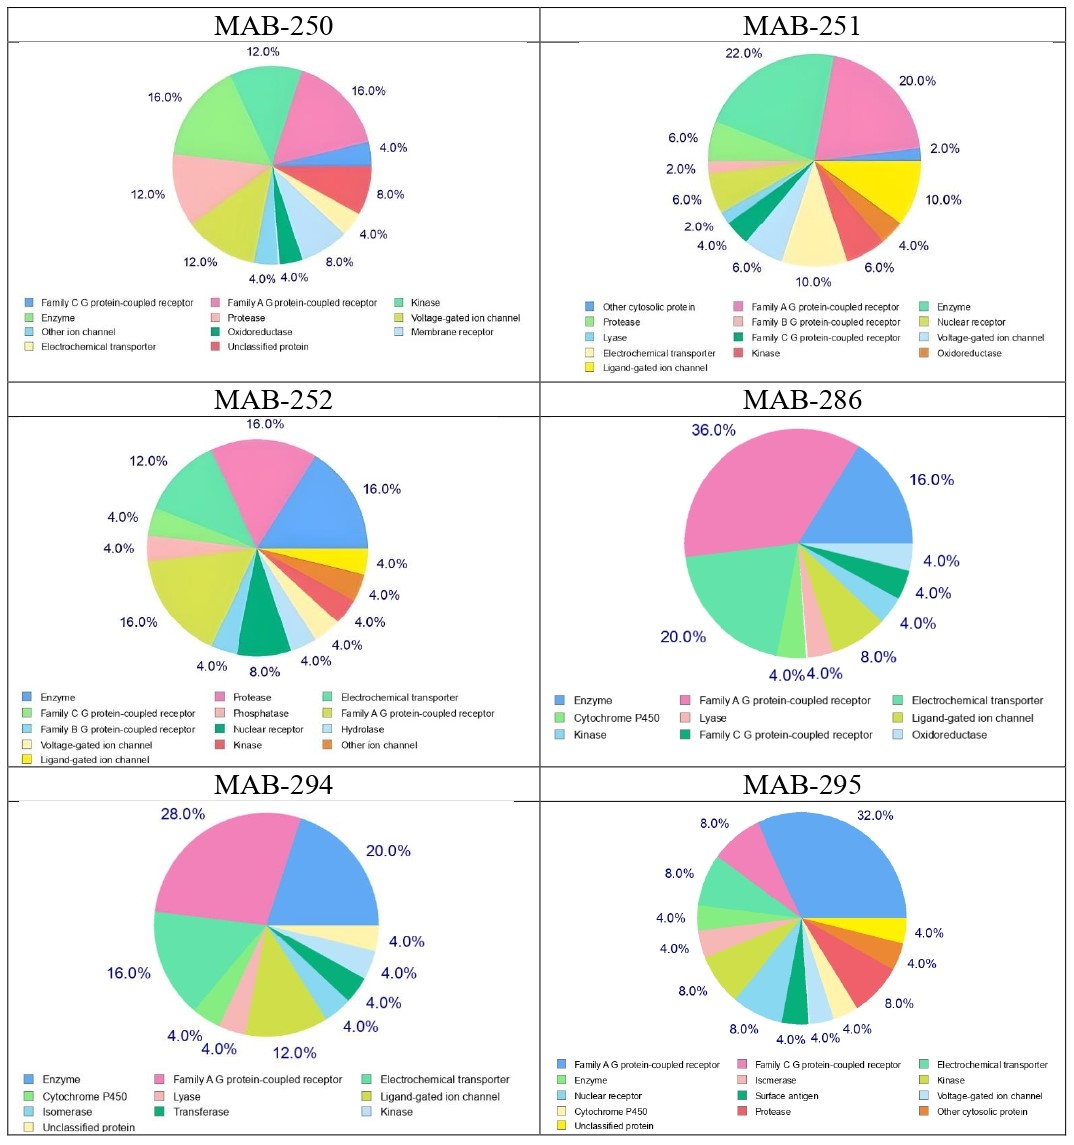 MAB-250
MAB-251
12.0%
16.0%
16.0%
4.0%
12.0%
8.0%
4.0%
12.0%
8.0%
4.0% 4.0%
Family C G protein-coupled receptor
Family A G protein-coupled receptor
Kinase
Enzyme
Protease
Voltage-gated ion channel
Other ion channel
Oxidoreductase
Membrane receptor
Electrochemical transporter
Unclassified protein
22.0%
20.0%
6.0%
2.0%
2.0%
6.0%
10.0%
2.0%
4.0%
4.0%
6.0%
6.0%
10.0%
Other cytosolic protein
Family A G protein-coupled receptor
Enzyme
Protease
Family B G protein-coupled receptor
Nuclear receptor
Lyase
Family C G protein-coupled receptor
Voltage-gated ion channel
Electrochemical transporter
Kinase
Oxidoreductase
Ligand-gated ion channel
MAB-252
MAB-286
16.0%
12.0%
16.0%
4.0%
4.0%
4.0%
4.0%
16.0%
4.0%
4.0%
4.0%
4.0%
8.0%
Enzyme
Protease
Electrochemical transporter
Family C G protein-coupled receptor
Phosphatase
Family A G protein-coupled receptor
Family B G protein-coupled receptor
Nuclear receptor
Hydrolase
Voltage-gated ion channel
Kinase
Other ion channel
Ligand-gated ion channel
36.0%
16.0%
4.0%
4.0%
4.0%
20.0%
8.0%
4.0%4.0%
Enzyme
Family A G protein-coupled receptor
Electrochemical transporter
Cytochrome P450
Lyase
Ligand-gated ion channel
Kinase
Family C G protein-coupled receptor
Oxidoreductase
MAB-294
MAB-295
28.0%
20.0%
4.0%
16.0%
4.0%
4.0%
4.0%
4.0%
4.0%
12.0%
Enzyme
Family A G protein-coupled receptor
Electrochemical transporter
Cytochrome P450
Lyase
Ligand-gated ion channel
Isomerase
Transferase
Kinase
Unclassified protein
32.0%
8.0%
8.0%
4.0%
4.0%
4.0%
4.0%
8.0%
8.0%
8.0%
4.0% 4.0% 4.0%
Family A G protein-coupled receptor
Family C G protein-coupled receptor
Electrochemical transporter
Enzyme
Isomerase
Kinase
Nuclear receptor
Surface antigen
Voltage-gated ion channel
Cytochrome P450
Protease
Other cytosolic protein
Unclassified protein